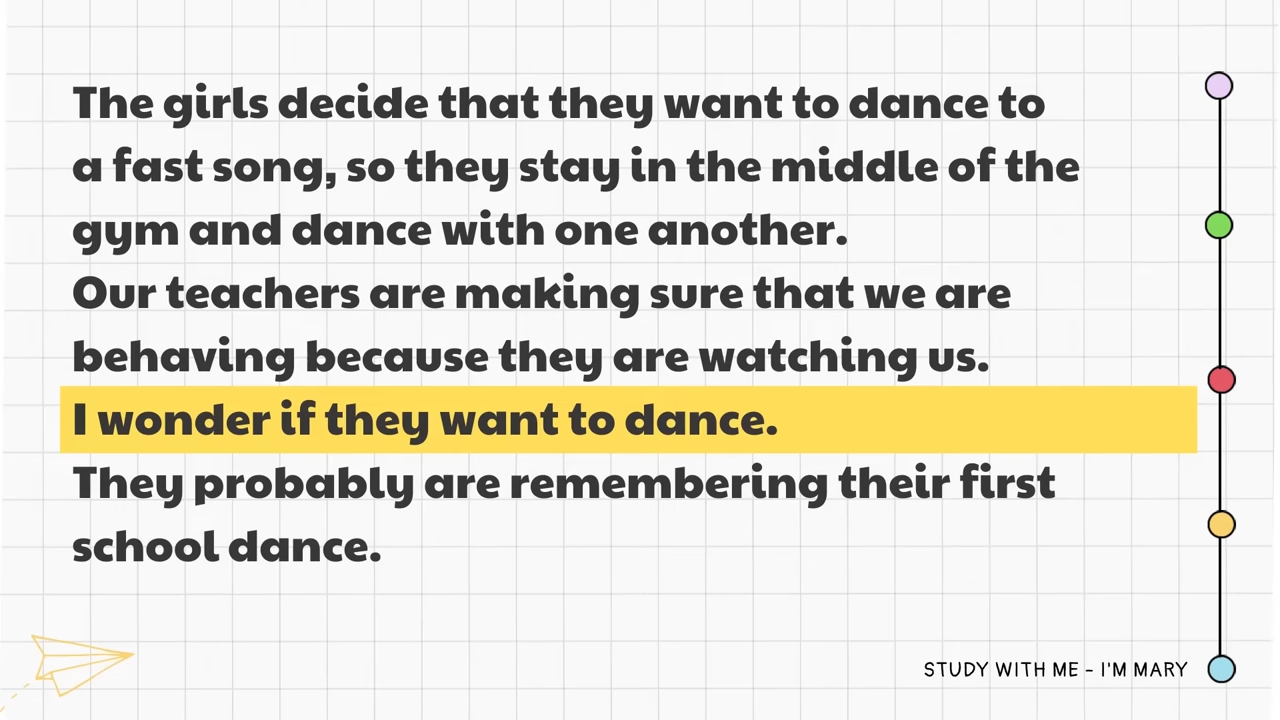 The girls decide that they want to dance to
a fast song, so they stay in the middle of the
gym and dance with one another.
Our teachers are making sure that we are
behaving because they are watching us.
I wonder if they want to dance.
They probably are remembering their first
school dance.
STUDY WITH ME - I'M MARY